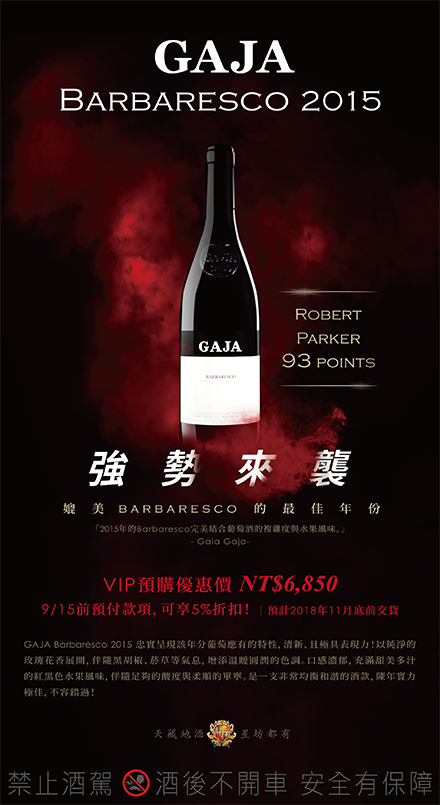 GAJA
BARBARESCO 2015
GAJA
BARBARESCO
ROBERT
PARKER
93 POINTS
強勢來襲
媲美 BARBARESCO 的最佳年份
「2015年的Barbaresco完美結合葡萄酒的複雜度與水果風味。」
- Gaia Gaja-
VIP預購優惠價 NT$6,850
9/15前預付款項，可享5%折扣！｜預計2018年11月底前交貨
GAJA Barbaresco 2015 忠實呈現該年分葡萄應有的特性，清新、且極具表現力！以純淨的
玫瑰花香展開，伴隨黑胡椒、菸草等氣息，增添溫暖圓潤的色調。口感濃郁，充滿甜美多汁
的紅黑色水果風味，伴隨足夠的酸度與柔順的單寧。是一支非常均衡和諧的酒款，陳年實力
極佳，不容錯過！
天藏地酒 星坊都有
禁止酒駕 酒後不開車 安全有保障